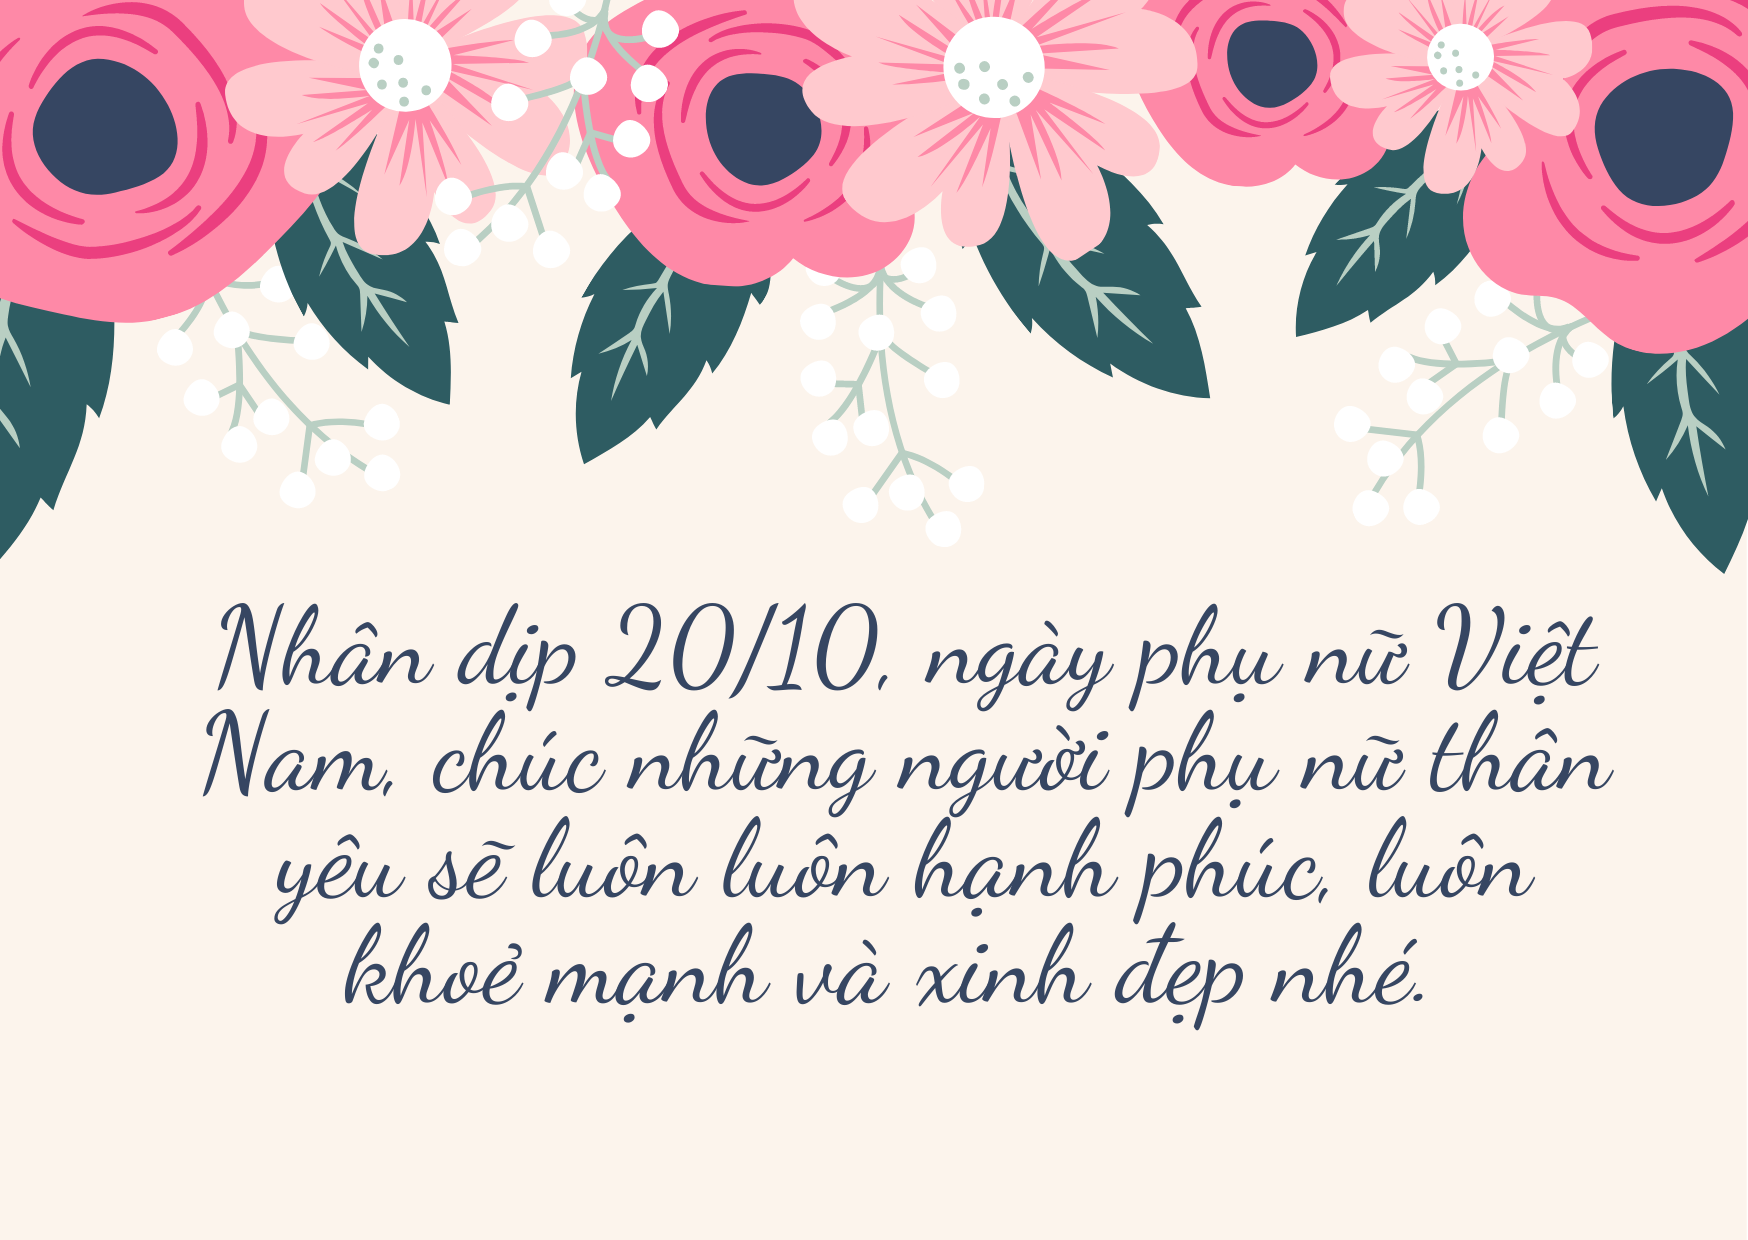 Nhân dịp 20/10, ngày phụ nữ Việt
Nam, chúc những người phụ nữ thân
yêu sẽ luôn luôn hạnh phúc, luôn
khoẻ mạnh và xinh đẹp nhé.